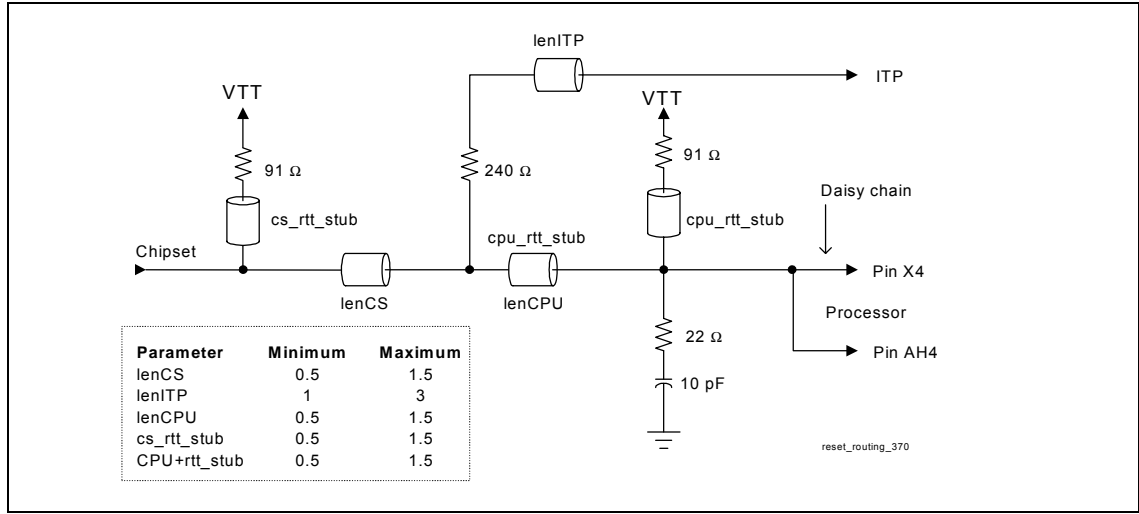 lenITP
ITP
VTT
VTT
91 Ω
240 Ω
91 Ω
Daisy chain
cs_rtt_stub
cpu_rtt_stub
cpu_rtt_stub
Chipset
Pin X4
lenCS
lenCPU
Processor
22 Ω
Pin AH4
10 pF
Parameter Minimum Maximum
lenCS 0.5 1.5
lenITP 1 3
lenCPU 0.5 1.5
cs_rtt_stub 0.5 1.5
CPU+rtt_stub 0.5 1.5
reset_routing_370